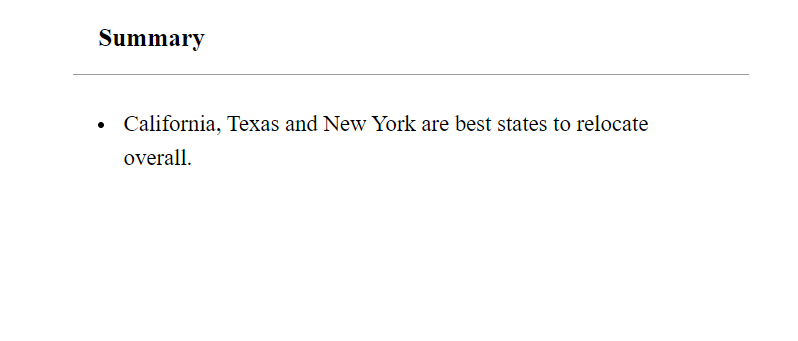 Summary
• California, Texas and New York are best states to relocate
overall.